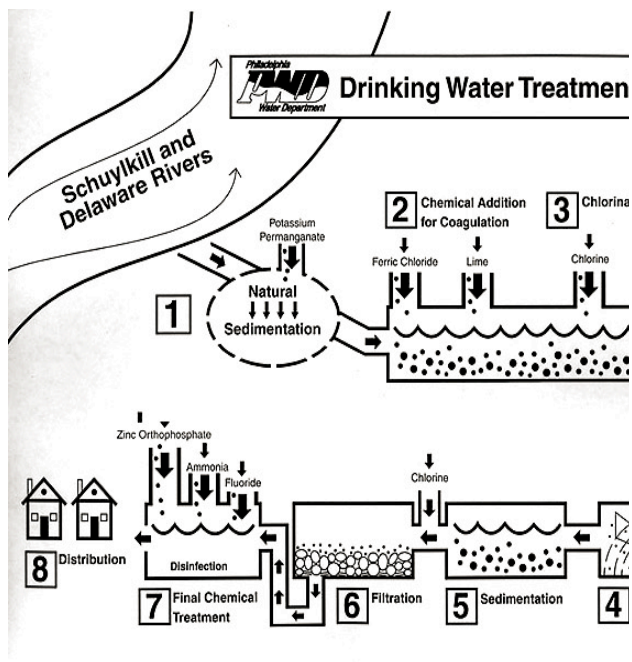 Philadelphia
PWD
Water Department
Drinking Water Treatmen
Schuylkill and
Delaware Rivers
2
Chemical Addition
for Coagulation
3
Chlorina
Potassium
Permanganate
Ferric Chloride
Lime
Chlorine
1
Natural
Sedimentation
Zinc Orthophosphate
Ammonia
Fluoride
Chlorine
8
Distribution
Disinfection
7
Final Chemical
Treatment
6
Filtration
5
Sedimentation
4